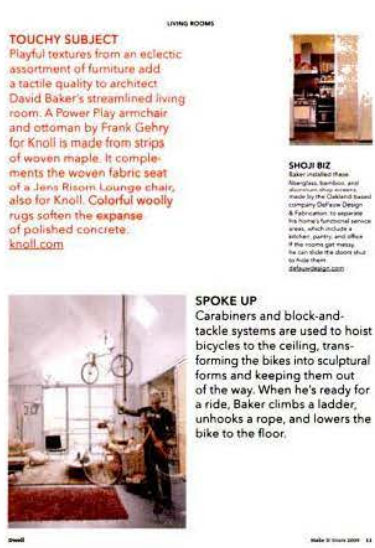 LIVING ROOMS
TOUCHY SUBJECT
Playful textures from an eclectic
assortment of furniture add
a tactile quality to architect
David Baker's streamlined living
room. A Power Play armchair
and ottoman by Frank Gehry
for Knoll is made from strips
of woven maple. It comple-
ments the woven fabric seat
of a Jens Risom Lounge chair,
also for Knoll. Colorful woolly
rugs soften the expanse
of polished concrete.
knoll.com
SHOJI BIZ
Baker installed these
fiberglass, bamboo, and
aluminum shoji screens,
made by the Oakland-based
company DeFauw Design
& Fabrication, to separate
his home's functional service
areas, which include a
kitchen, pantry, and office.
If the rooms get messy,
he can slide the doors shut
to hide them.
defauwdesign.com
SPOKE UP
Carabiners and block-and-
tackle systems are used to hoist
bicycles to the ceiling, trans-
forming the bikes into sculptural
forms and keeping them out
of the way. When he's ready for
a ride, Baker climbs a ladder,
unhooks a rope, and lowers the
bike to the floor.
Dwell
2009